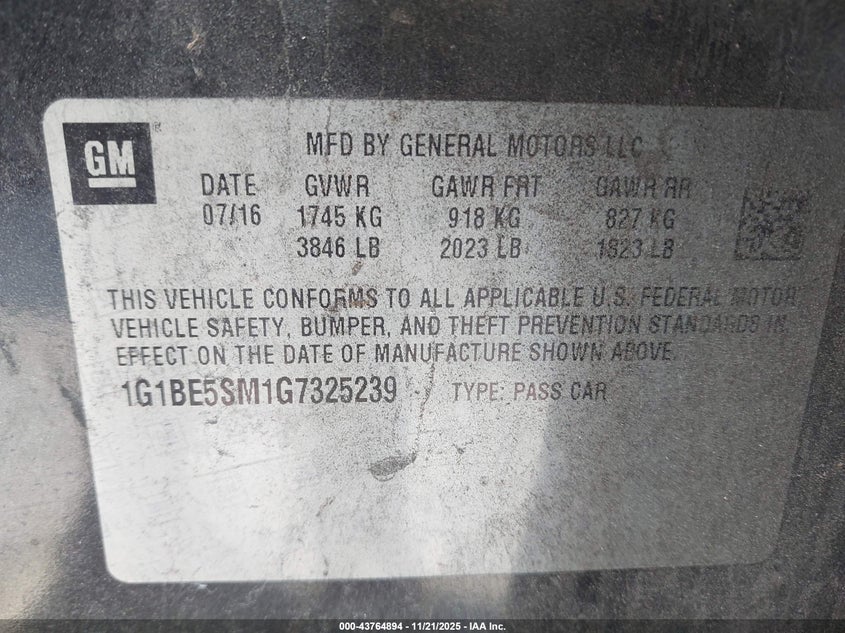 GM
MFD BY GENERAL MOTORS LLC
DATE GVWR GAWR FRT GAWR RR
07/16 1745 KG 918 KG 827 KG
3846 LB 2023 LB 1823 LB
THIS VEHICLE CONFORMS TO ALL APPLICABLE U.S. FEDERAL MOTOR
VEHICLE SAFETY, BUMPER, AND THEFT PREVENTION STANDARDS IN
EFFECT ON THE DATE OF MANUFACTURE SHOWN ABOVE.
1G1BE5SM1G7325239 TYPE: PASS CAR
000-43764894 - 11/21/2025 - IAA Inc.